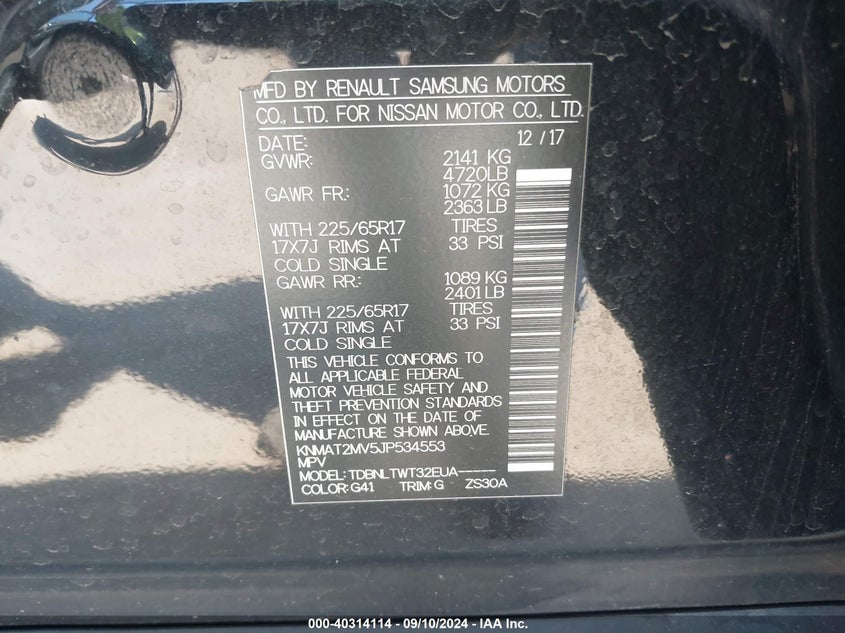 MFD BY RENAULT SAMSUNG MOTORS
CO., LTD. FOR NISSAN MOTOR CO., LTD.
DATE: 12 / 17
GVWR: 2141 KG
4720LB
GAWR FR.: 1072 KG
2363 LB
WITH 225/65R17 TIRES
17X7J RIMS AT 33 PSI
COLD SINGLE
GAWR RR.: 1089 KG
2401 LB
WITH 225/65R17 TIRES
17X7J RIMS AT 33 PSI
COLD SINGLE
THIS VEHICLE CONFORMS TO
ALL APPLICABLE FEDERAL
MOTOR VEHICLE SAFETY AND
THEFT PREVENTION STANDARDS
IN EFFECT ON THE DATE OF
MANUFACTURE SHOWN ABOVE.
KNMAT2MV5JP534553
MPV
MODEL: TDBNLTWT32EUA-----
COLOR: G41 TRIM: G ZS30A
000-40314114 - 09/10/2024 - IAA Inc.